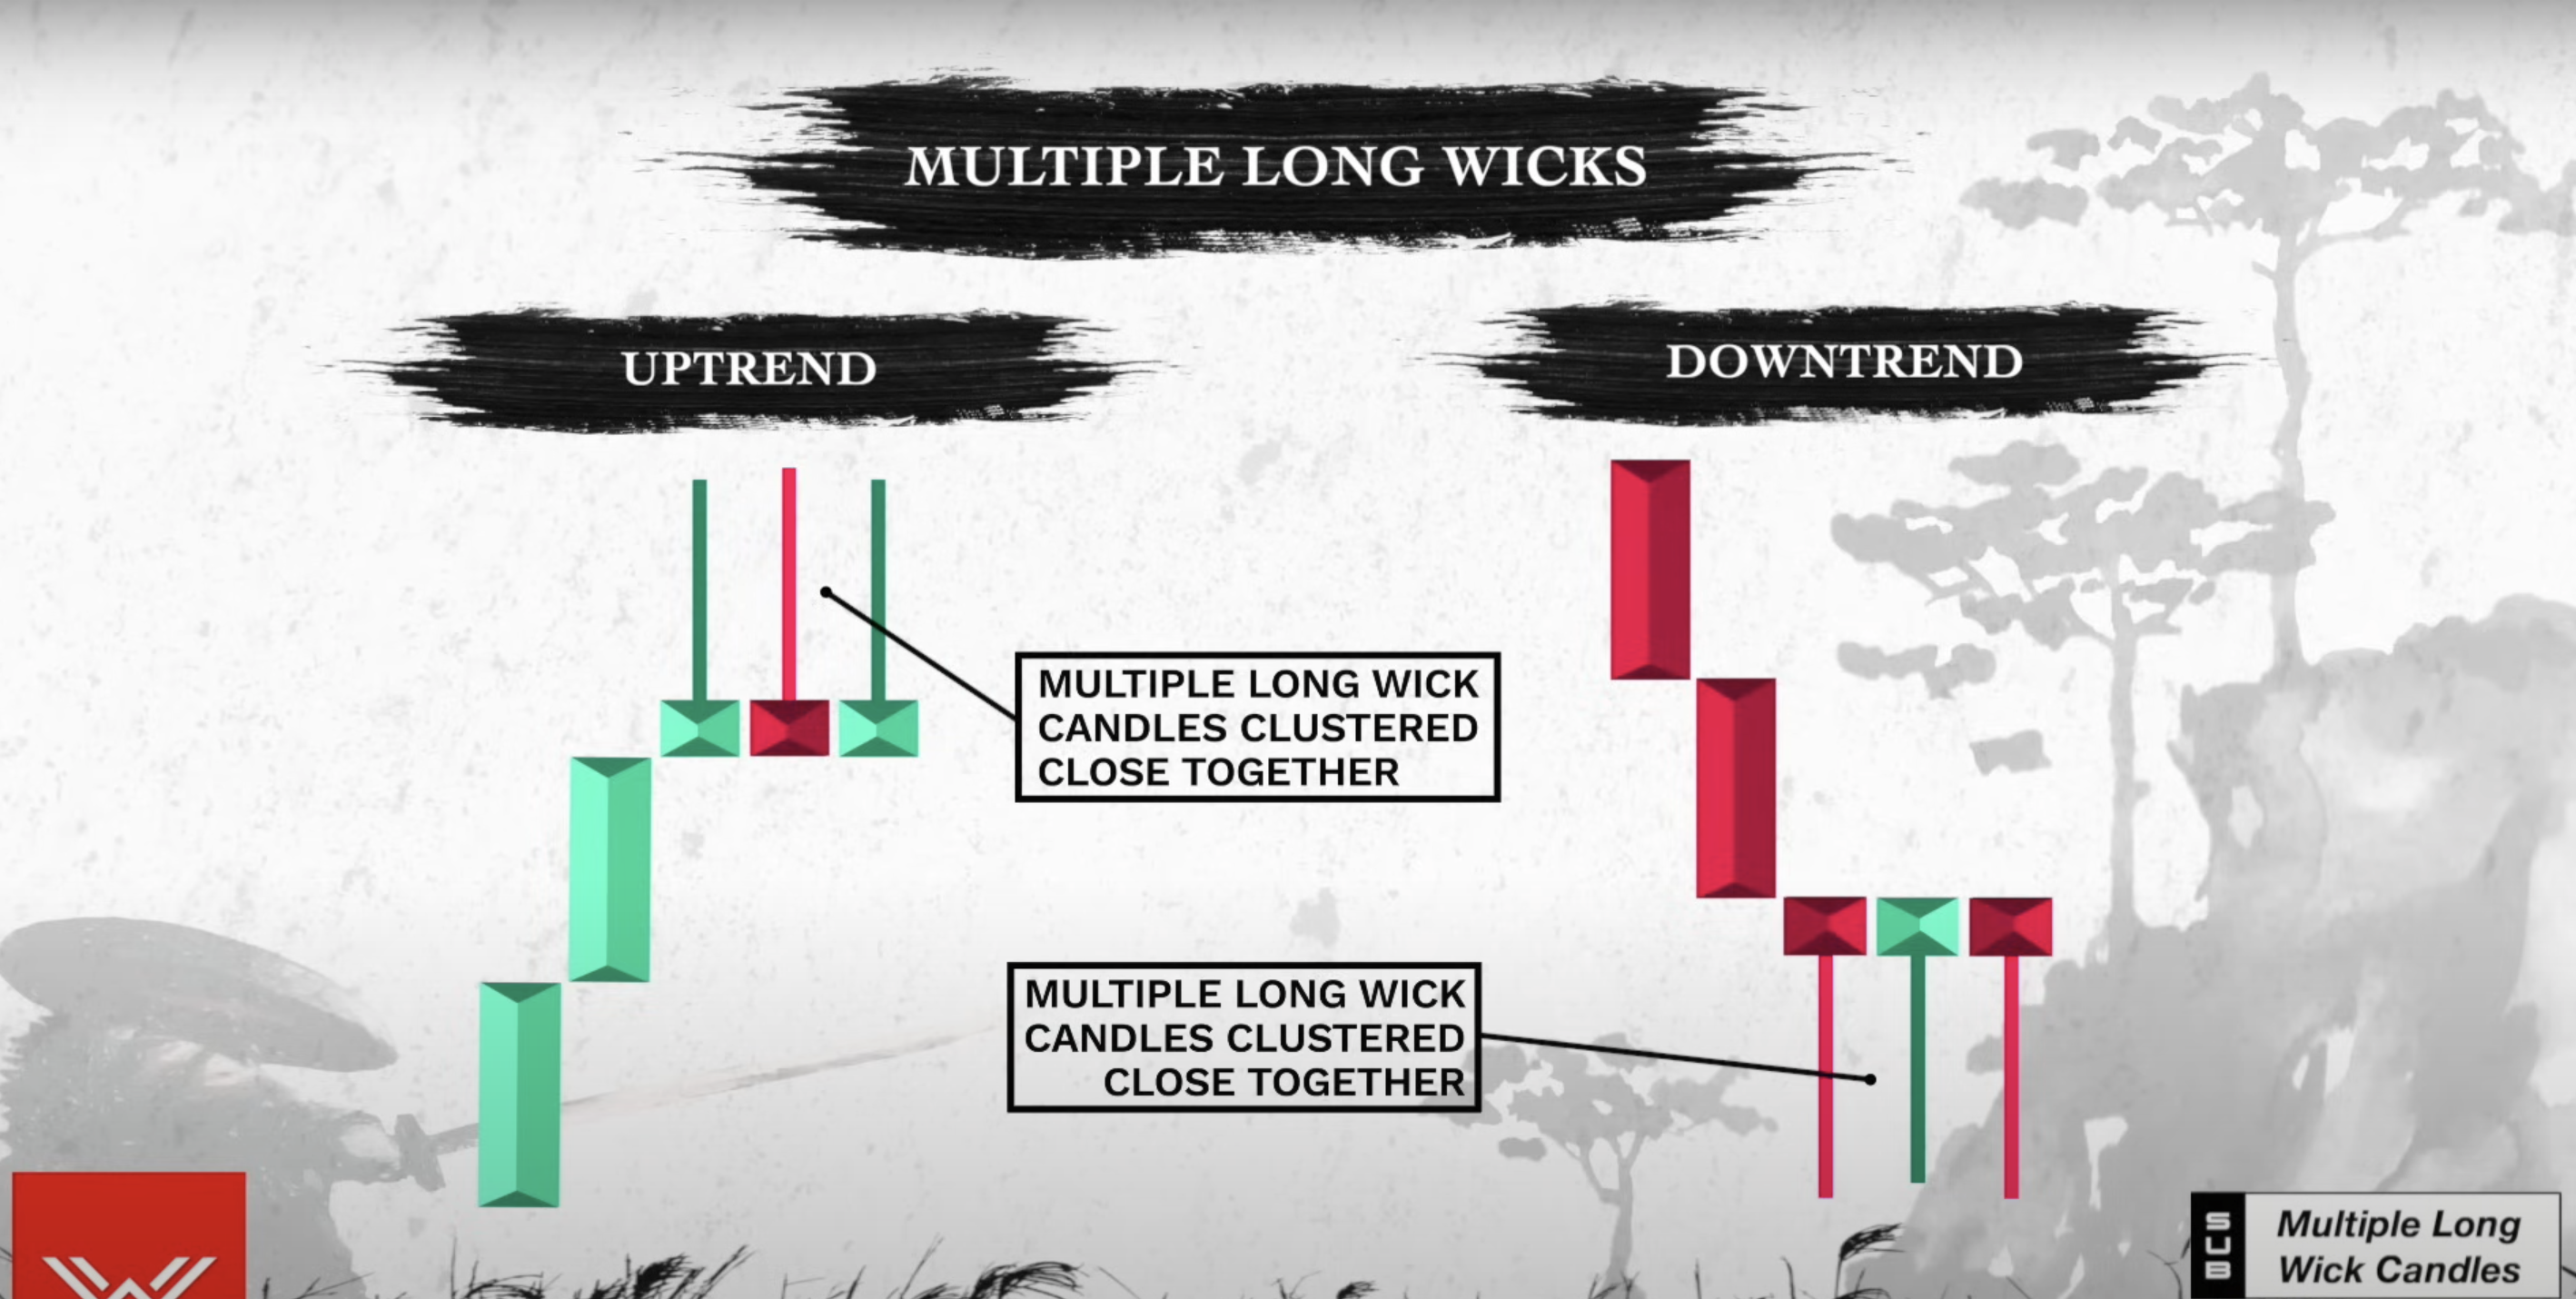 MULTIPLE LONG WICKS
UPTREND
DOWNTREND
MULTIPLE LONG WICK
CANDLES CLUSTERED
CLOSE TOGETHER
MULTIPLE LONG WICK
CANDLES CLUSTERED
CLOSE TOGETHER
SCB
Multiple Long
Wick Candles